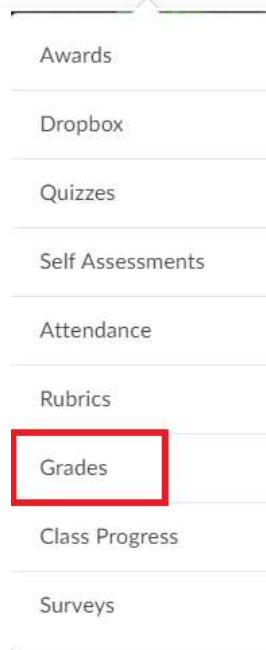 Awards
Dropbox
Quizzes
Self Assessments
Attendance
Rubrics
Grades
Class Progress
Surveys